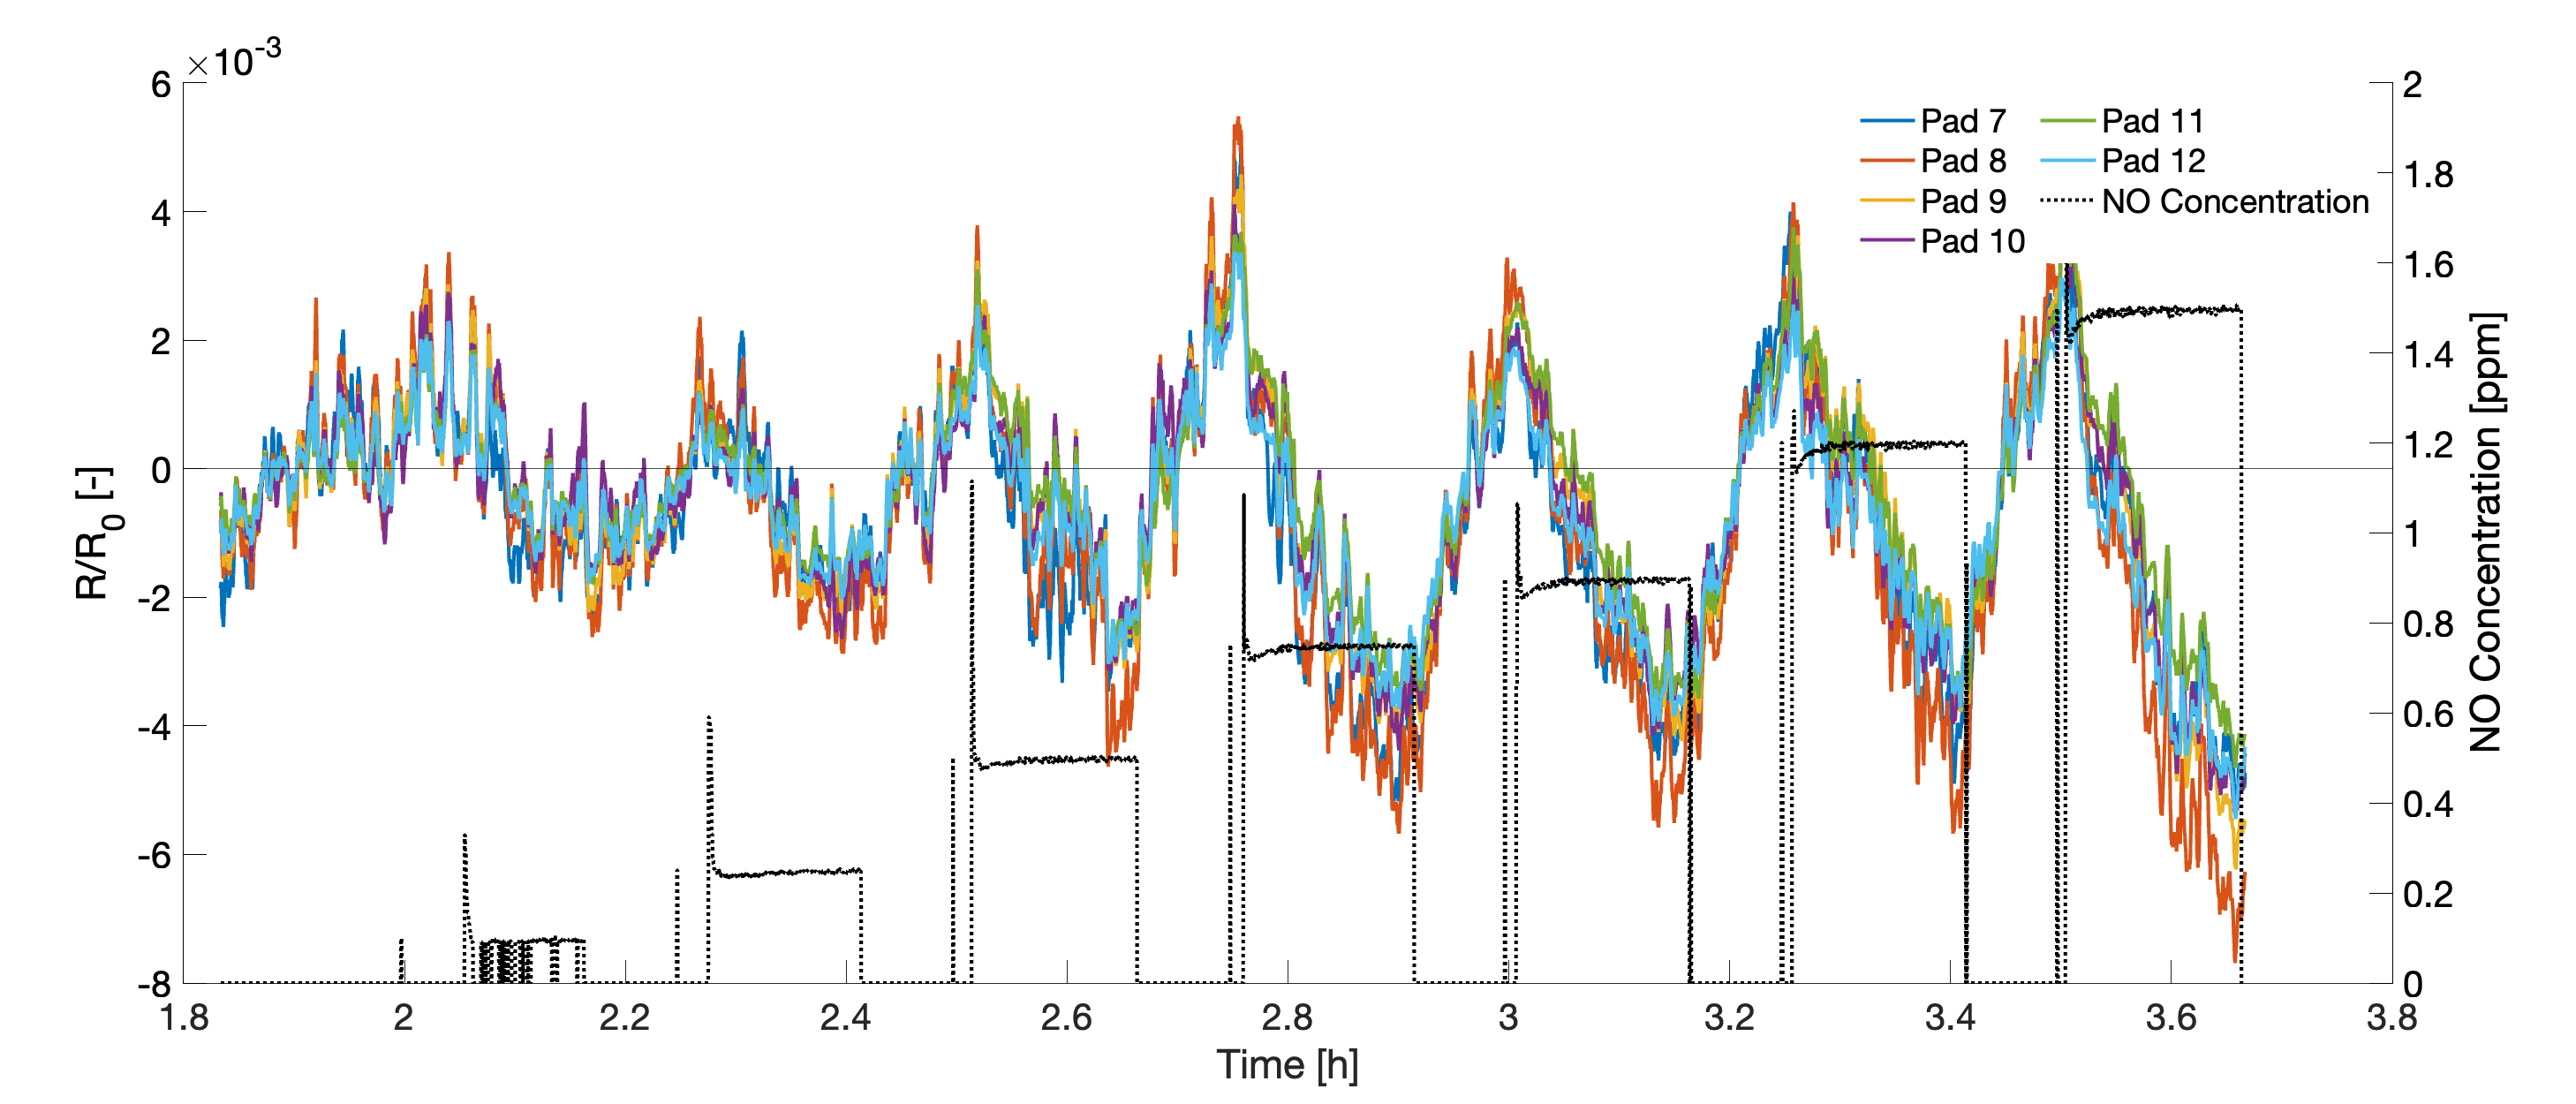 ×10-3
6
4
2
0
-2
-4
-6
-8
R/R0 [-]
2
1.8
1.6
1.4
1.2
1
0.8
0.6
0.4
0.2
0
NO Concentration [ppm]
Pad 7
Pad 8
Pad 9
Pad 10
Pad 11
Pad 12
NO Concentration
1.8 2 2.2 2.4 2.6 2.8 3 3.2 3.4 3.6 3.8
Time [h]